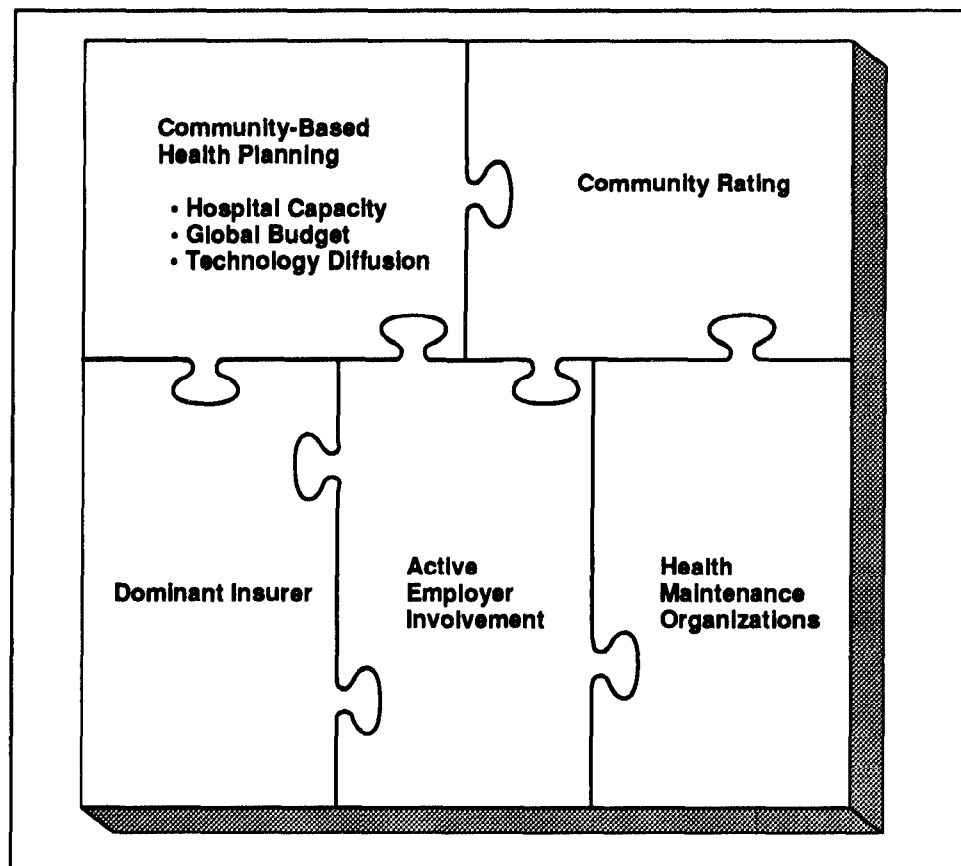 Community-Based
Health Planning
• Hospital Capacity
• Global Budget
• Technology Diffusion
Community Rating
Dominant Insurer
Active
Employer
Involvement
Health
Maintenance
Organizations